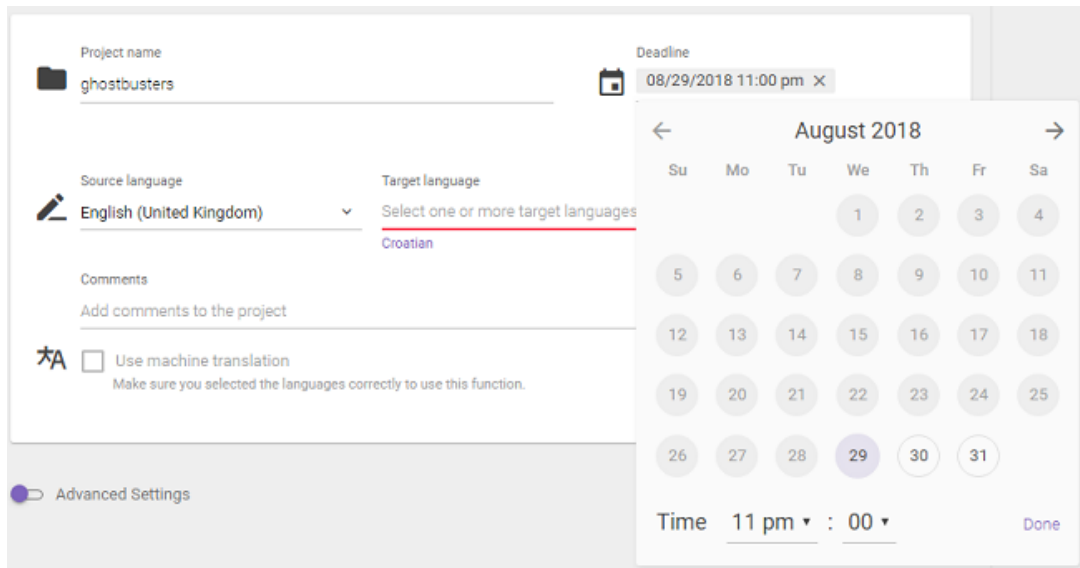 Project name
ghostbusters
Deadline
08/29/2018 11:00 pm ×
Source language
English (United Kingdom)
Target language
Select one or more target languages
Croatian
Comments
Add comments to the project
Use machine translation
Make sure you selected the languages correctly to use this function.
Advanced Settings
August 2018
Su Mo Tu We Th Fr Sa
1 2 3 4
5 6 7 8 9 10 11
12 13 14 15 16 17 18
19 20 21 22 23 24 25
26 27 28 29 30 31
Time 11 pm : 00
Done